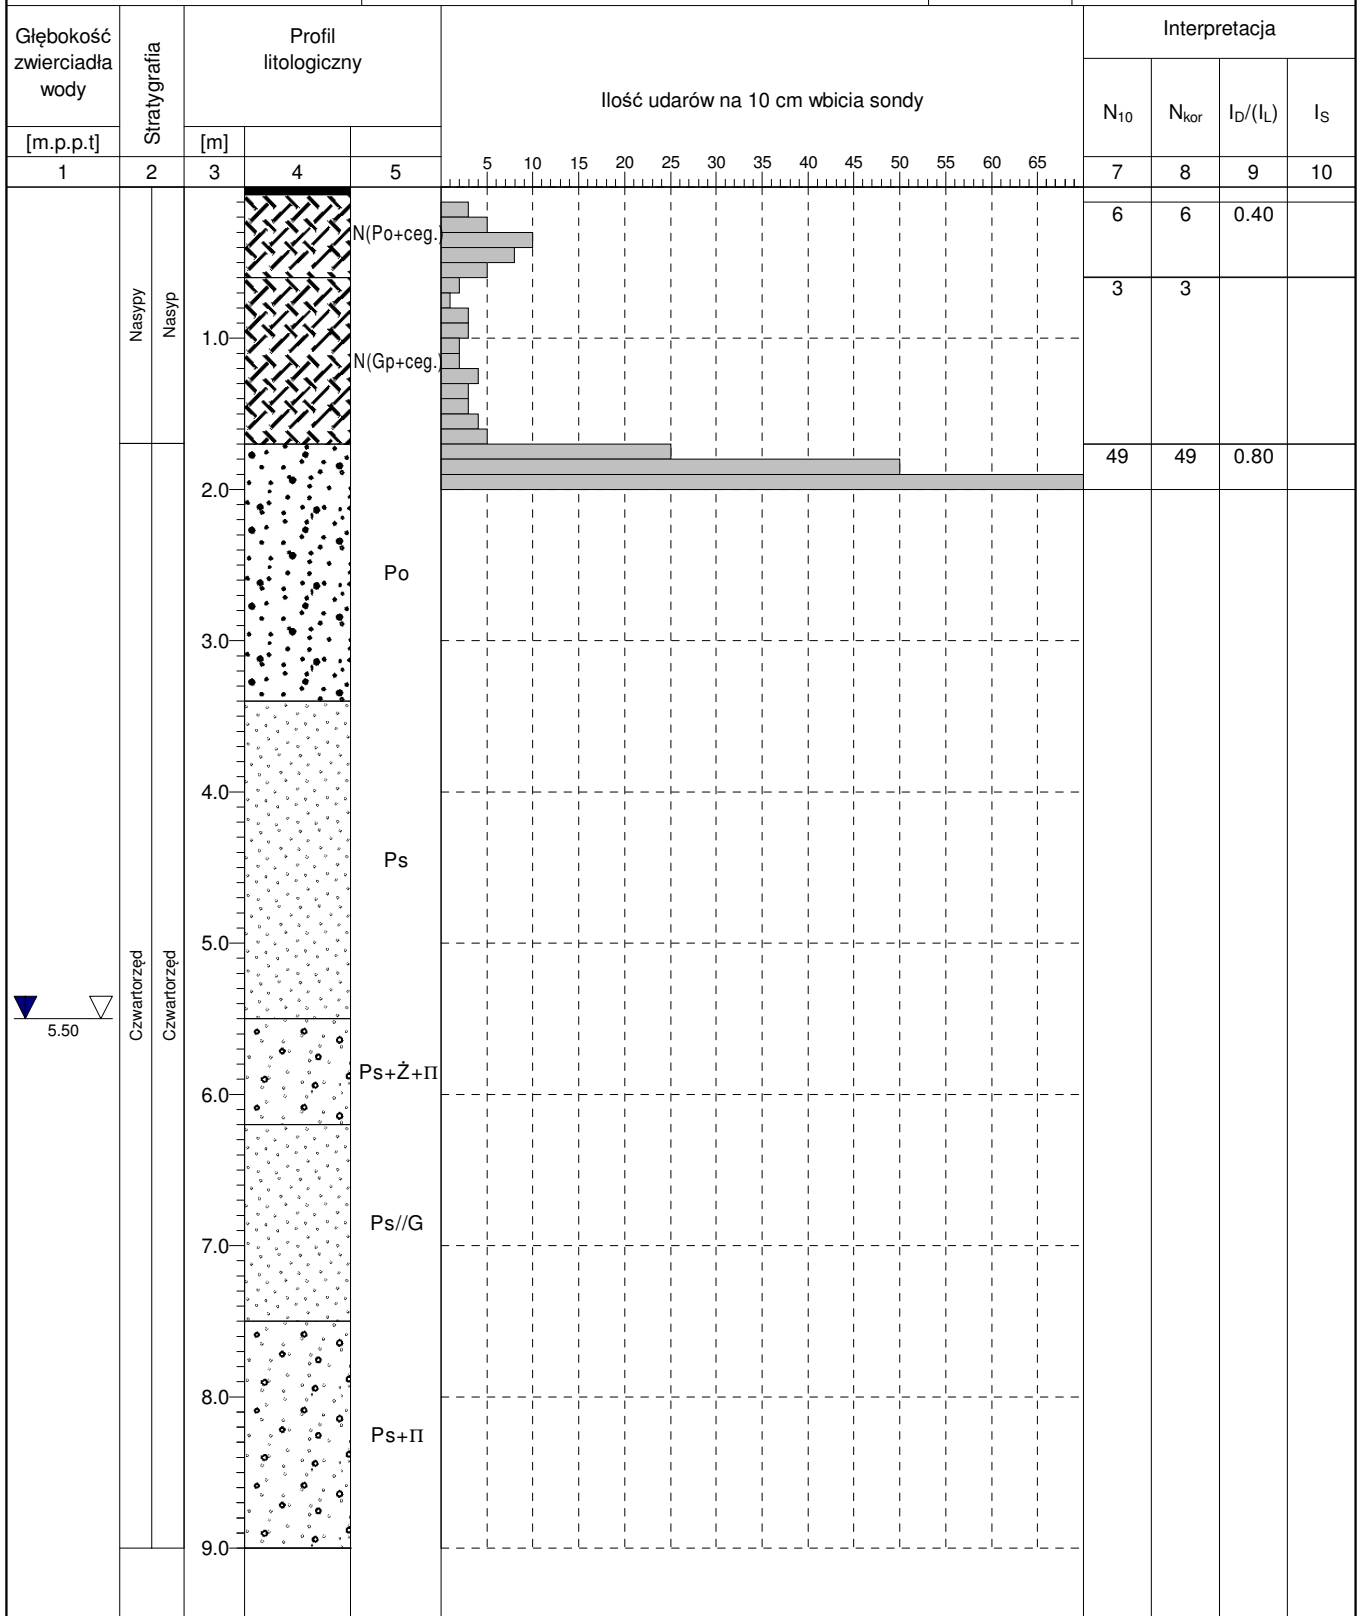 Głębokość
zwierciadła
wody
[m.p.p.t]
Stratygrafia
Profil
litologiczny
[m]
Ilość udarów na 10 cm wbicia sondy
Interpretacja
N10
Nkor
ID/(IL)
IS
5 10 15 20 25 30 35 40 45 50 55 60 65
1 2 3 4 5 7 8 9 10
N(Po+ceg.)
6 6 0.40
3 3
Nasypy
Nasyp
1.0
N(Gp+ceg.)
49 49 0.80
2.0
Po
3.0
4.0
Ps
5.0
Czwartorzęd
Czwartorzęd
5.50
Ps+Ż+Π
6.0
Ps//G
7.0
8.0
Ps+Π
9.0